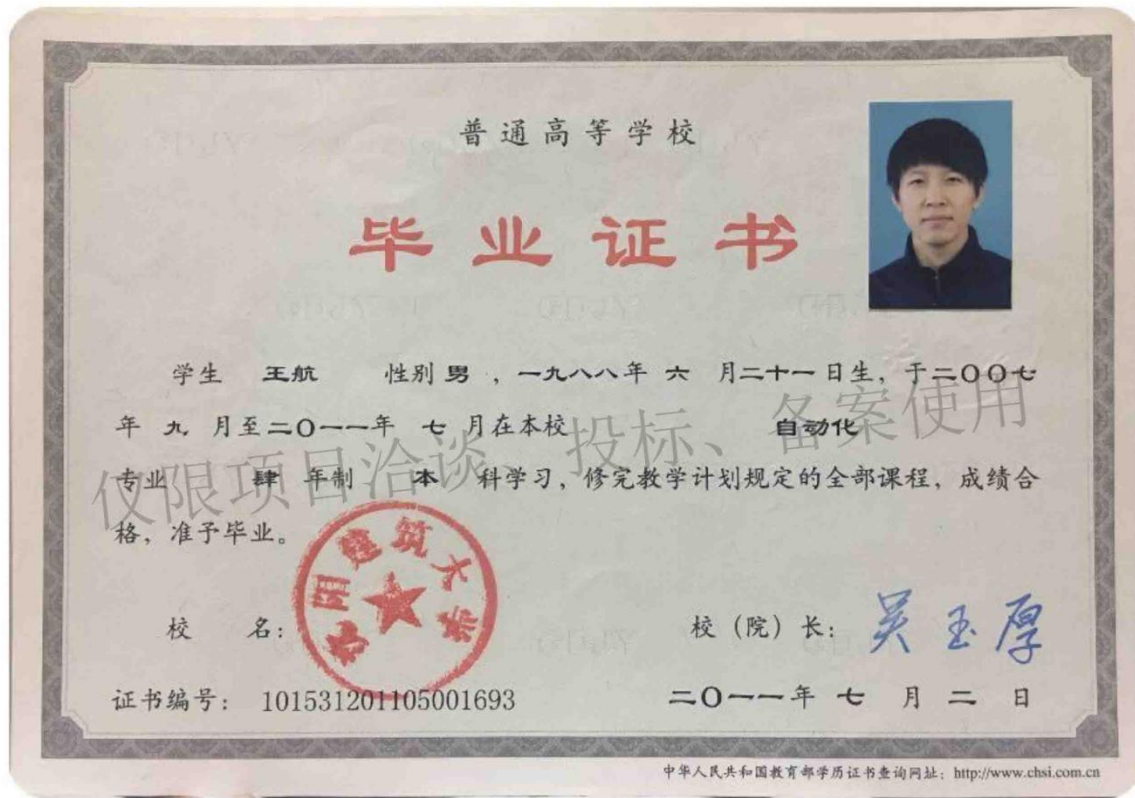 普通高等学校
毕业证书
学生 王航 性别 男 ，一九八八年 六 月二十一日生，于二〇〇七
年 九 月至二〇一一年 七 月在本校 自动化
专业 肆 年制 本 科学习，修完教学计划规定的全部课程，成绩合
格，准予毕业。
仅限项目洽谈、投标、备案使用
沈阳建筑大学
校 名： 校（院）长： 吴玉厚
证书编号： 101531201105001693 二〇一一年 七 月 二 日
中华人民共和国教育部学历证书查询网址：http://www.chsi.com.cn